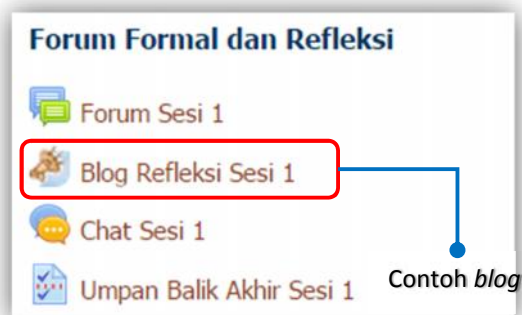 Forum Formal dan Refleksi
Forum Sesi 1
Blog Refleksi Sesi 1
Chat Sesi 1
Umpan Balik Akhir Sesi 1
Contoh blog